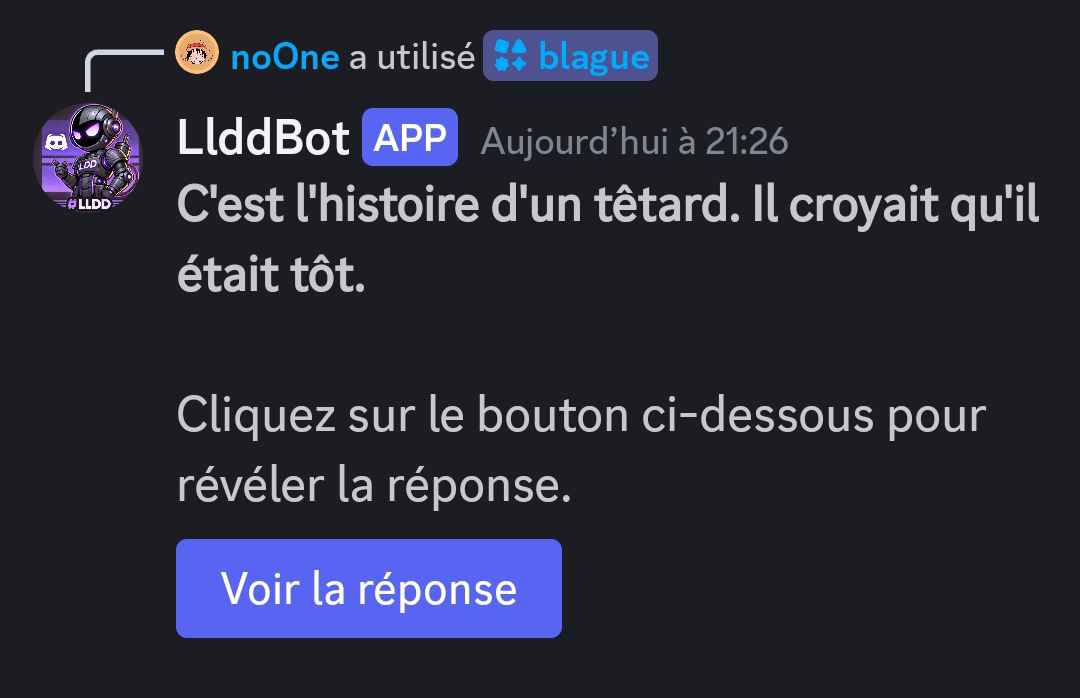 noOne a utilisé blague
LlddBot APP Aujourd’hui à 21:26
C'est l'histoire d'un têtard. Il croyait qu'il
était tôt.
Cliquez sur le bouton ci-dessous pour
révéler la réponse.
Voir la réponse
LDD
#LLDD